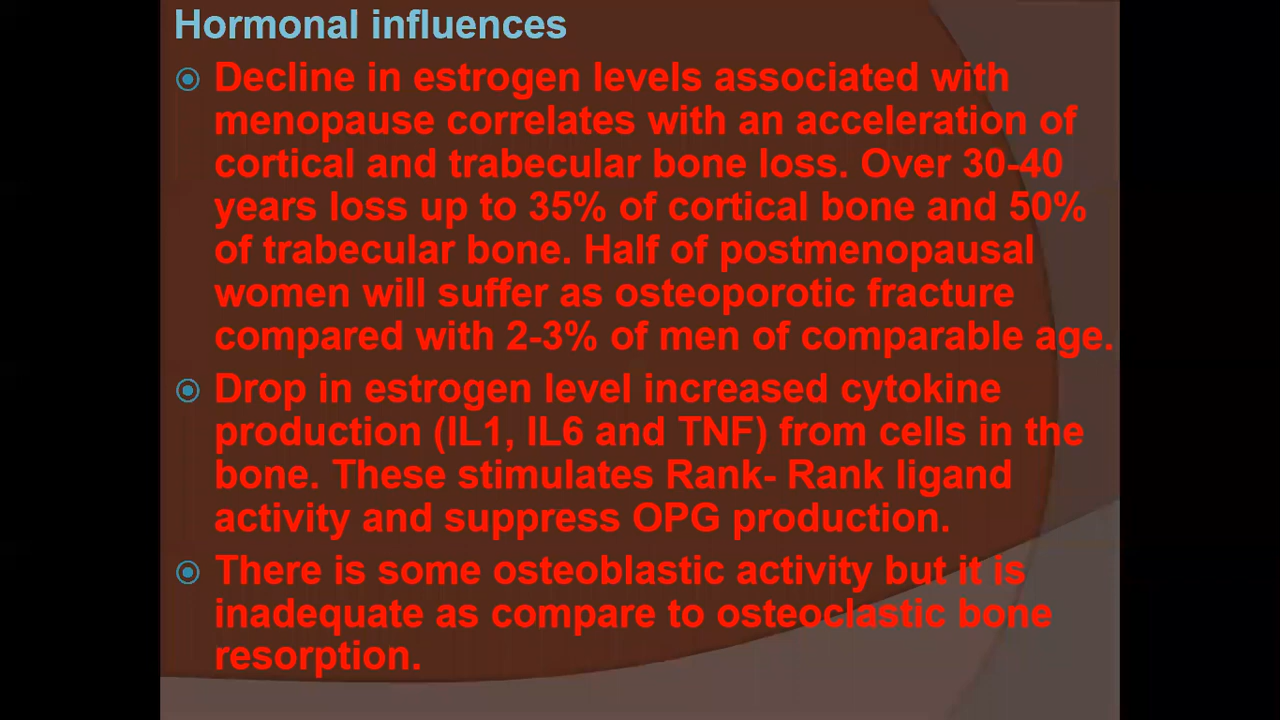 Hormonal influences
Decline in estrogen levels associated with
menopause correlates with an acceleration of
cortical and trabecular bone loss. Over 30-40
years loss up to 35% of cortical bone and 50%
of trabecular bone. Half of postmenopausal
women will suffer as osteoporotic fracture
compared with 2-3% of men of comparable age.
Drop in estrogen level increased cytokine
production (IL1, IL6 and TNF) from cells in the
bone. These stimulates Rank- Rank ligand
activity and suppress OPG production.
There is some osteoblastic activity but it is
inadequate as compare to osteoclastic bone
resorption.